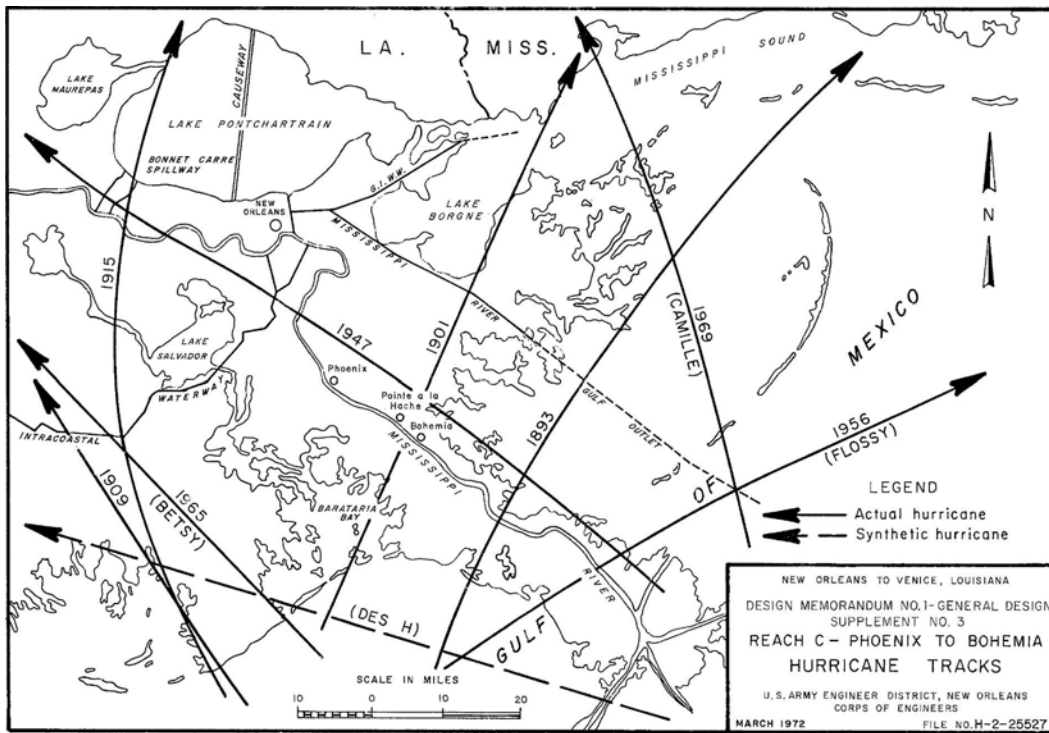 LA.
MISS.
MISSISSIPPI SOUND
LAKE
MAUREPAS
CAUSEWAY
LAKE PONTCHARTRAIN
BONNET CARRE
SPILLWAY
NEW
ORLEANS
G.I.W.W.
LAKE
BORGNE
MISSISSIPPI
RIVER
GULF
OUTLET
N
1915
1947
1901
1893
1969
(CAMILLE)
MEXICO
LAKE
SALVADOR
Phoenix
Pointe a la
Hache
Bohemia
WATERWAY
INTRACOASTAL
MISSISSIPPI
1956
(FLOSSY)
1909
1965
(BETSY)
BARATARIA
BAY
OF
RIVER
(DES H)
GULF
LEGEND
Actual hurricane
Synthetic hurricane
SCALE IN MILES
10 0 10 20
NEW ORLEANS TO VENICE, LOUISIANA
DESIGN MEMORANDUM NO.1-GENERAL DESIGN
SUPPLEMENT NO. 3
REACH C - PHOENIX TO BOHEMIA
HURRICANE TRACKS
U.S. ARMY ENGINEER DISTRICT, NEW ORLEANS
CORPS OF ENGINEERS
MARCH 1972 FILE NO. H-2-25527